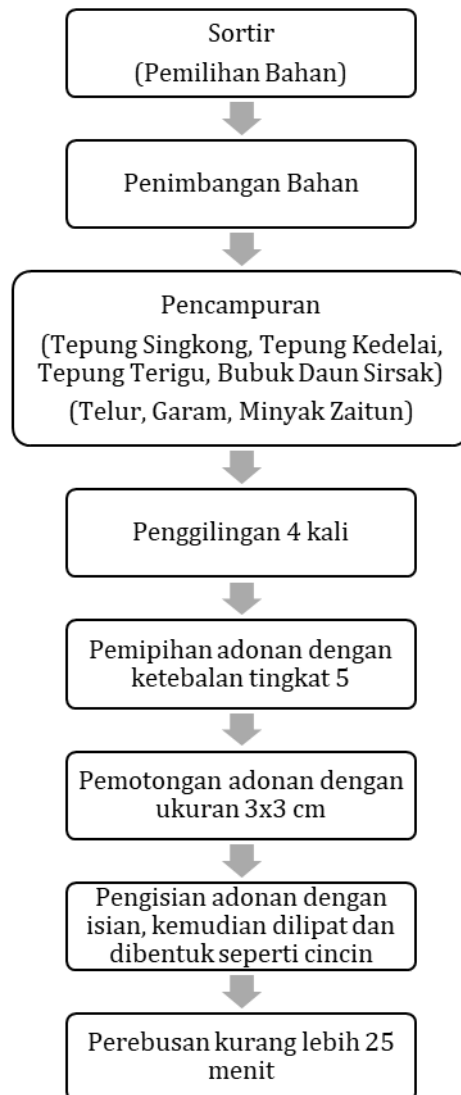 Sortir
(Pemilihan Bahan)
Penimbangan Bahan
Pencampuran
(Tepung Singkong, Tepung Kedelai,
Tepung Terigu, Bubuk Daun Sirsak)
(Telur, Garam, Minyak Zaitun)
Penggilingan 4 kali
Pemipihan adonan dengan
ketebalan tingkat 5
Pemotongan adonan dengan
ukuran 3x3 cm
Pengisian adonan dengan
isian, kemudian dilipat dan
dibentuk seperti cincin
Perebusan kurang lebih 25
menit